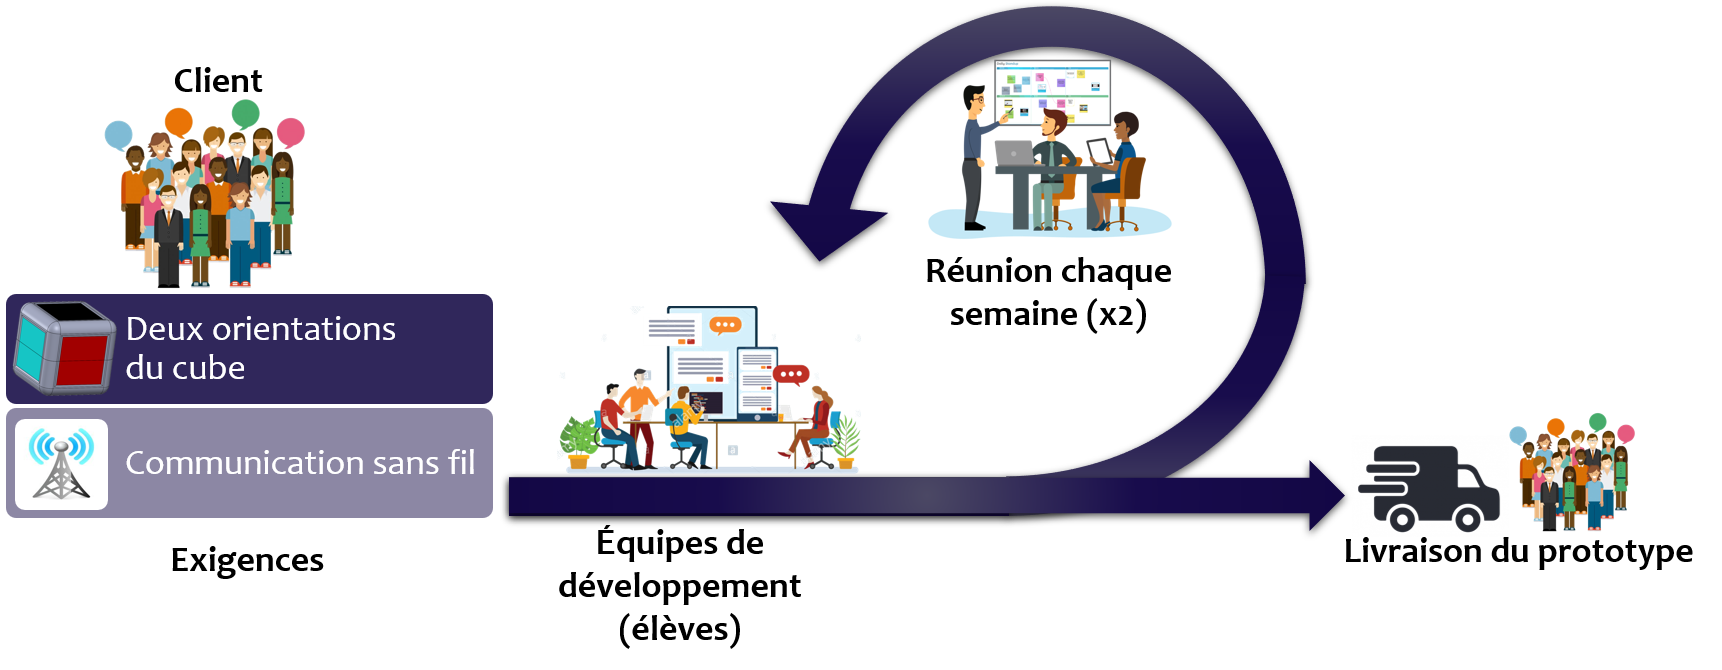 Client
Deux orientations
du cube
Communication sans fil
Exigences
Équipes de
développement
(élèves)
Réunion chaque
semaine (x2)
Livraison du prototype